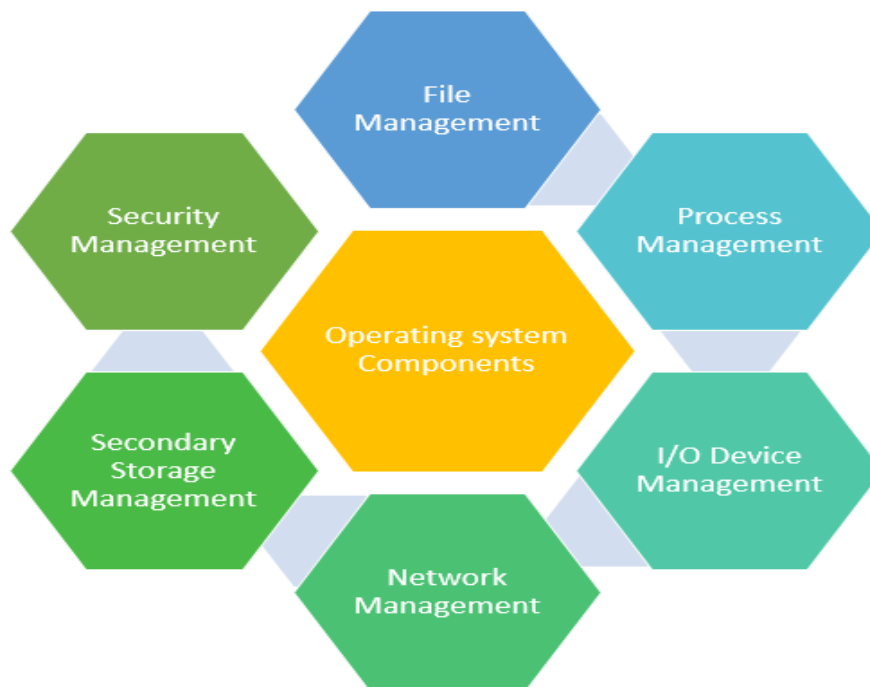 File
Management
Process
Management
I/O Device
Management
Network
Management
Secondary
Storage
Management
Security
Management
Operating system
Components